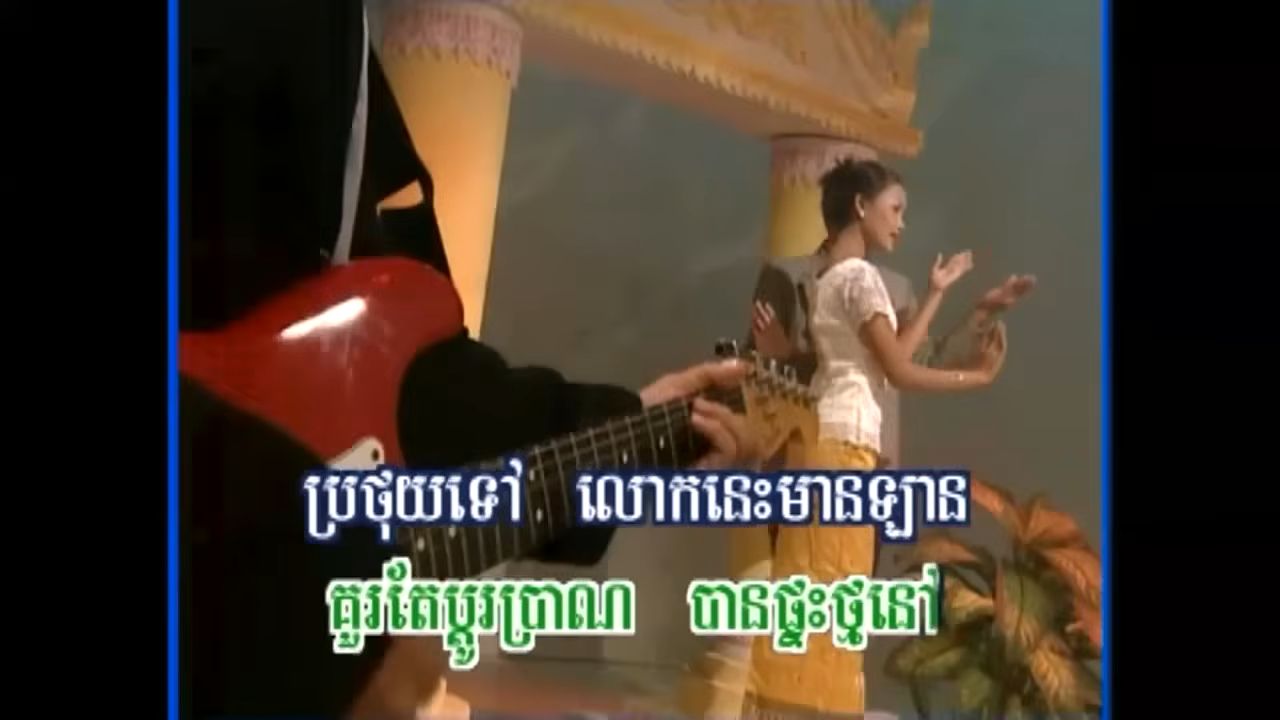 ប្រថុយទៅ លោកនេះមានឡាន
គួរតែប្ដូរប្រាណ បានផ្ទះថ្មនៅ